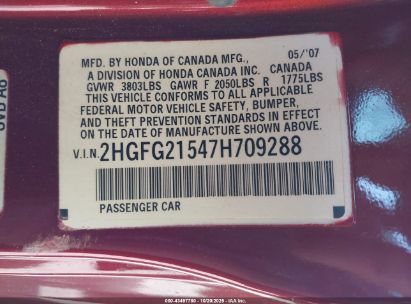 MFD. BY HONDA OF CANADA MFG., 05/'07
A DIVISION OF HONDA CANADA INC. CANADA
GVWR 3803LBS GAWR F 2050LBS R 1775LBS
THIS VEHICLE CONFORMS TO ALL APPLICABLE
FEDERAL MOTOR VEHICLE SAFETY, BUMPER,
AND THEFT PREVENTION STANDARDS IN EFFECT
ON THE DATE OF MANUFACTURE SHOWN ABOVE.
V.I.N. 2HGFG21547H709288
PASSENGER CAR